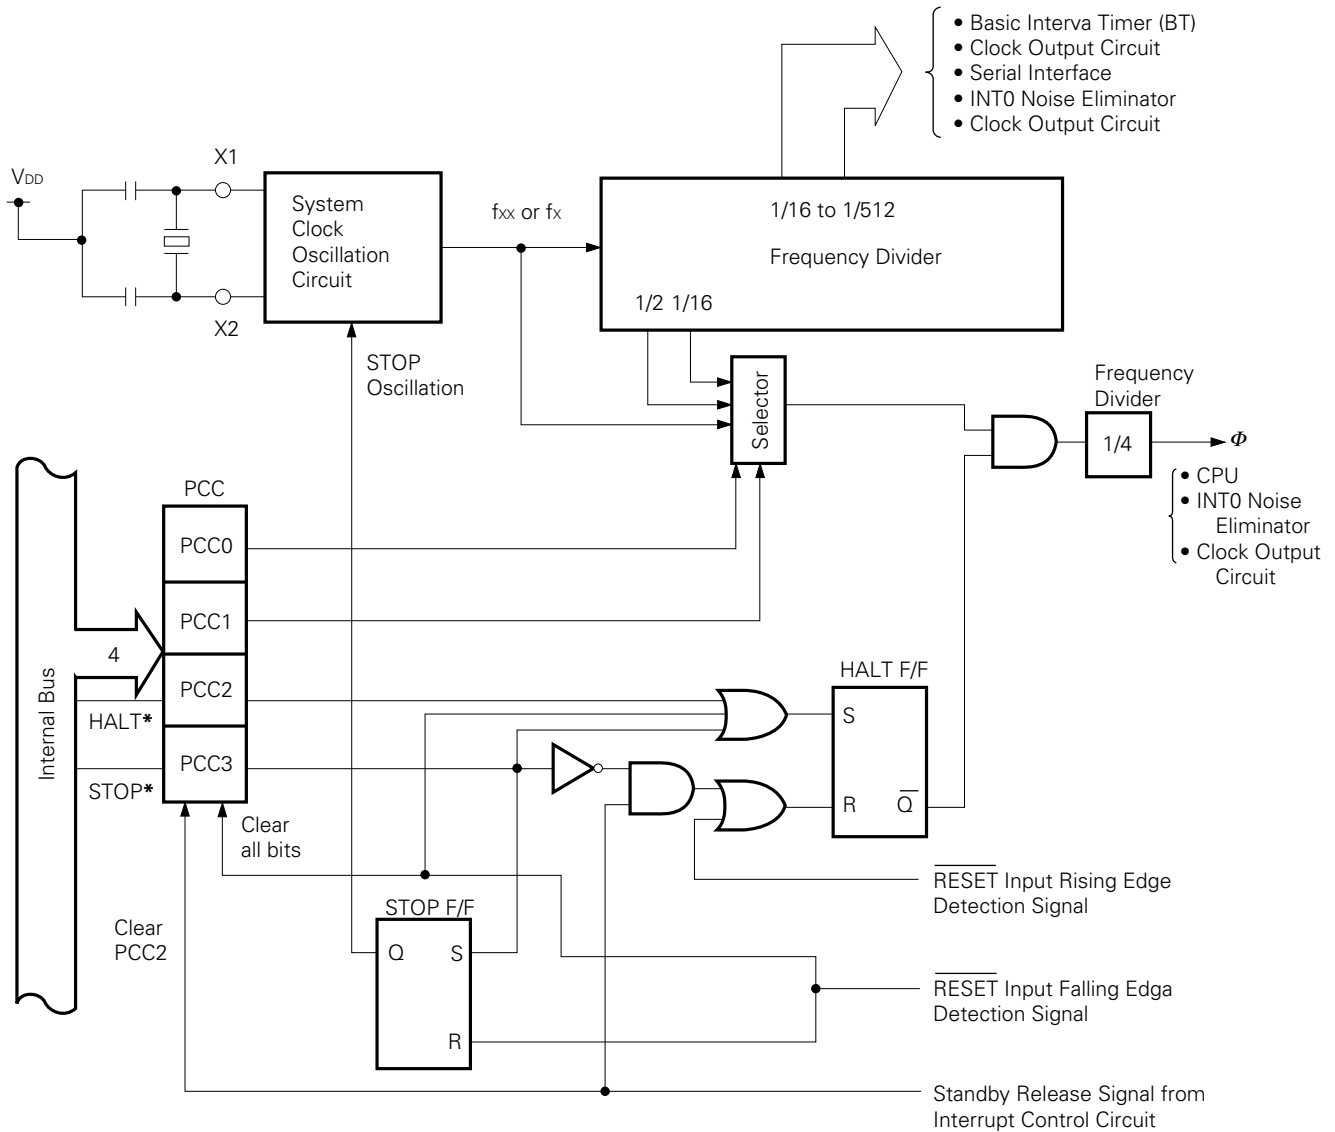 • Basic Interva Timer (BT)
• Clock Output Circuit
• Serial Interface
• INT0 Noise Eliminator
• Clock Output Circuit
VDD
X1
X2
System
Clock
Oscillation
Circuit
fXX or fX
1/16 to 1/512
Frequency Divider
1/2 1/16
STOP
Oscillation
Selector
Frequency
Divider
1/4
Φ
• CPU
• INT0 Noise
Eliminator
• Clock Output
Circuit
PCC
PCC0
PCC1
PCC2
PCC3
Internal Bus
4
HALT*
STOP*
HALT F/F
S
R
Q̅
Clear
all bits
Clear
PCC2
STOP F/F
Q
S
R
R̅E̅S̅E̅T̅ Input Rising Edge
Detection Signal
R̅E̅S̅E̅T̅ Input Falling Edga
Detection Signal
Standby Release Signal from
Interrupt Control Circuit